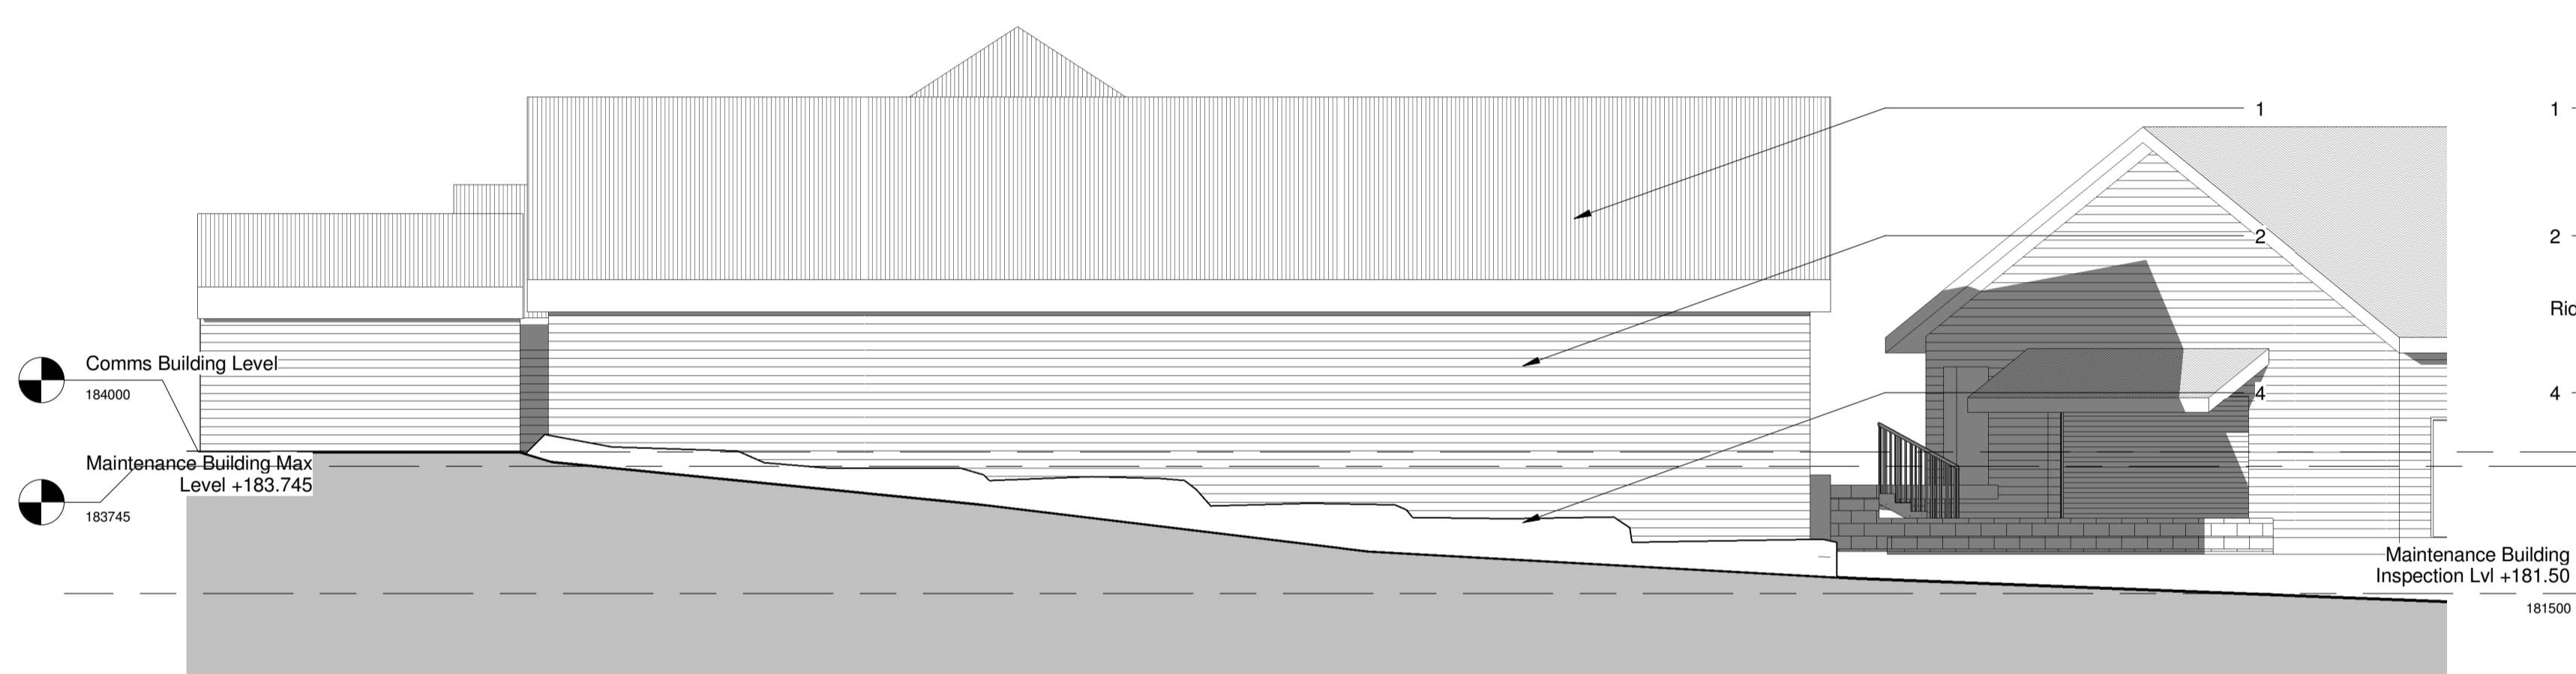 1
1
2
2
Rid
Comms Building Level
184000
4
4
Maintenance Building Max
Level +183.745
183745
Maintenance Building
Inspection Lvl +181.50
181500